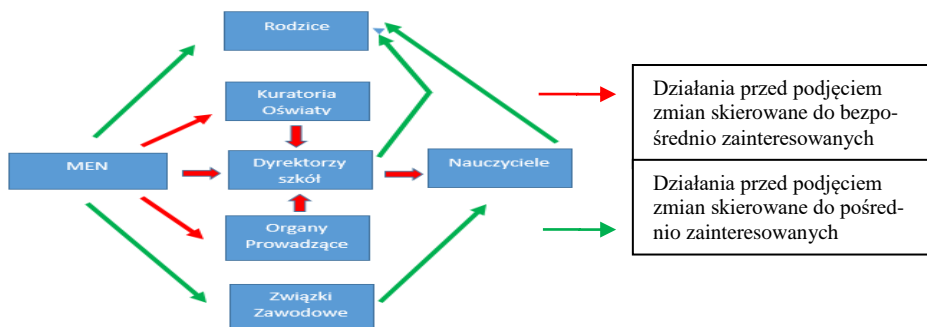 Rodzice
Kuratoria
Oświaty
MEN
Dyrektorzy
szkół
Nauczyciele
Organy
Prowadzące
Związki
Zawodowe
Działania przed podjęciem
zmian skierowane do bezpo-
średnio zainteresowanych
Działania przed podjęciem
zmian skierowane do pośred-
nio zainteresowanych